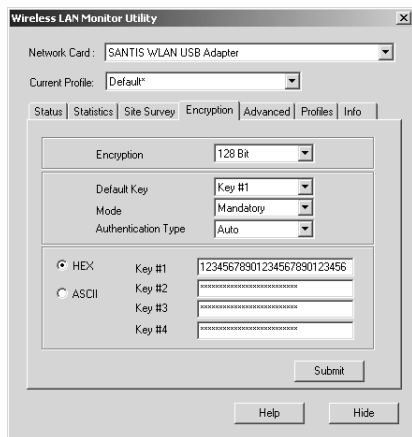 Wireless LAN Monitor Utility
Network Card : SANTIS WLAN USB Adapter
Current Profile: Default*
Status Statistics Site Survey Encryption Advanced Profiles Info
Encryption 128 Bit
Default Key Key #1
Mode Mandatory
Authentication Type Auto
HEX Key #1 12345678901234567890123456
ASCII Key #2 **************************
Key #3 **************************
Key #4 **************************
Submit
Help Hide